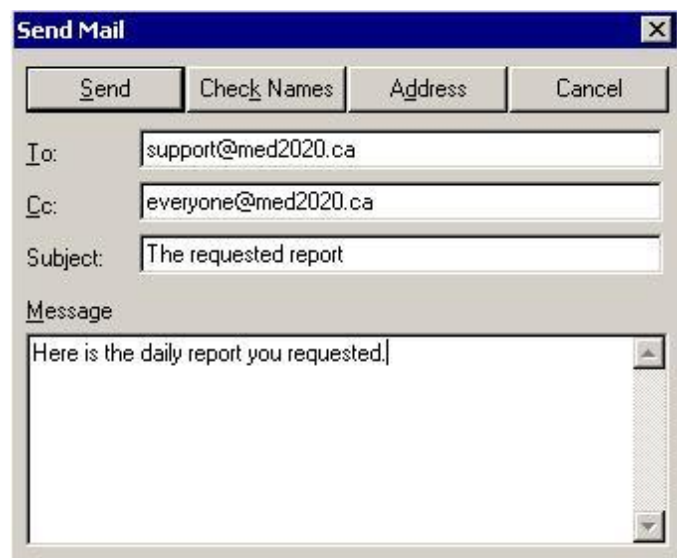 Send Mail
Send Check Names Address Cancel
To: support@med2020.ca
Cc: everyone@med2020.ca
Subject: The requested report
Message
Here is the daily report you requested.